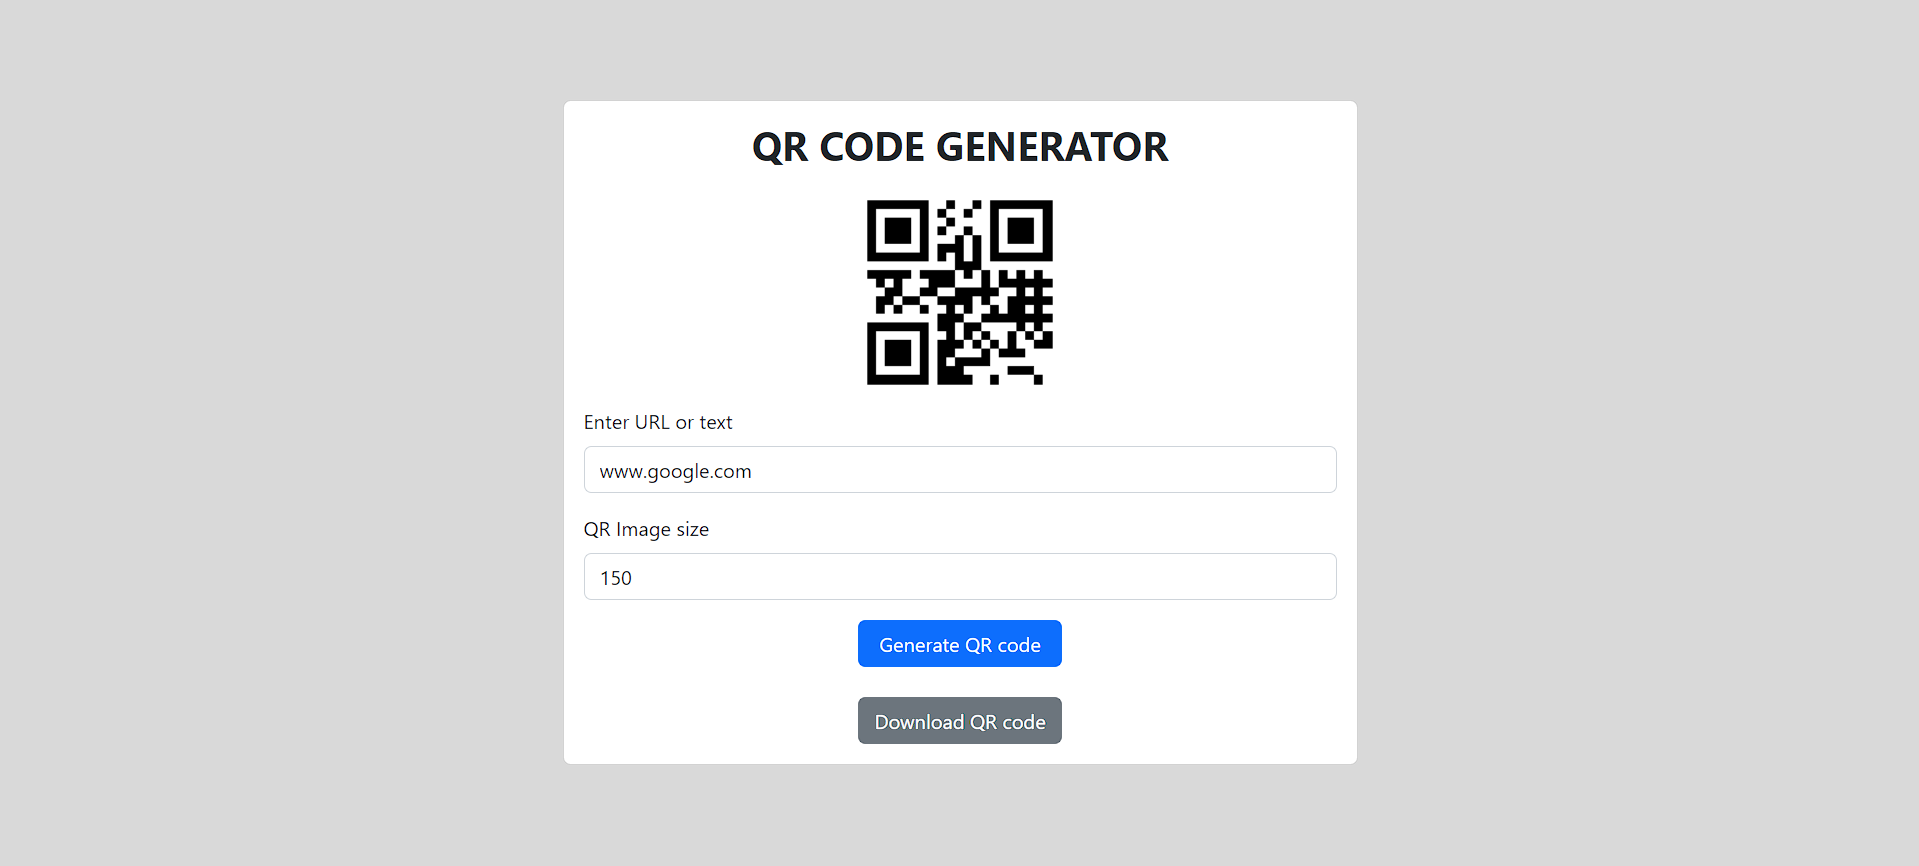 QR CODE GENERATOR
Enter URL or text
www.google.com
QR Image size
150
Generate QR code
Download QR code